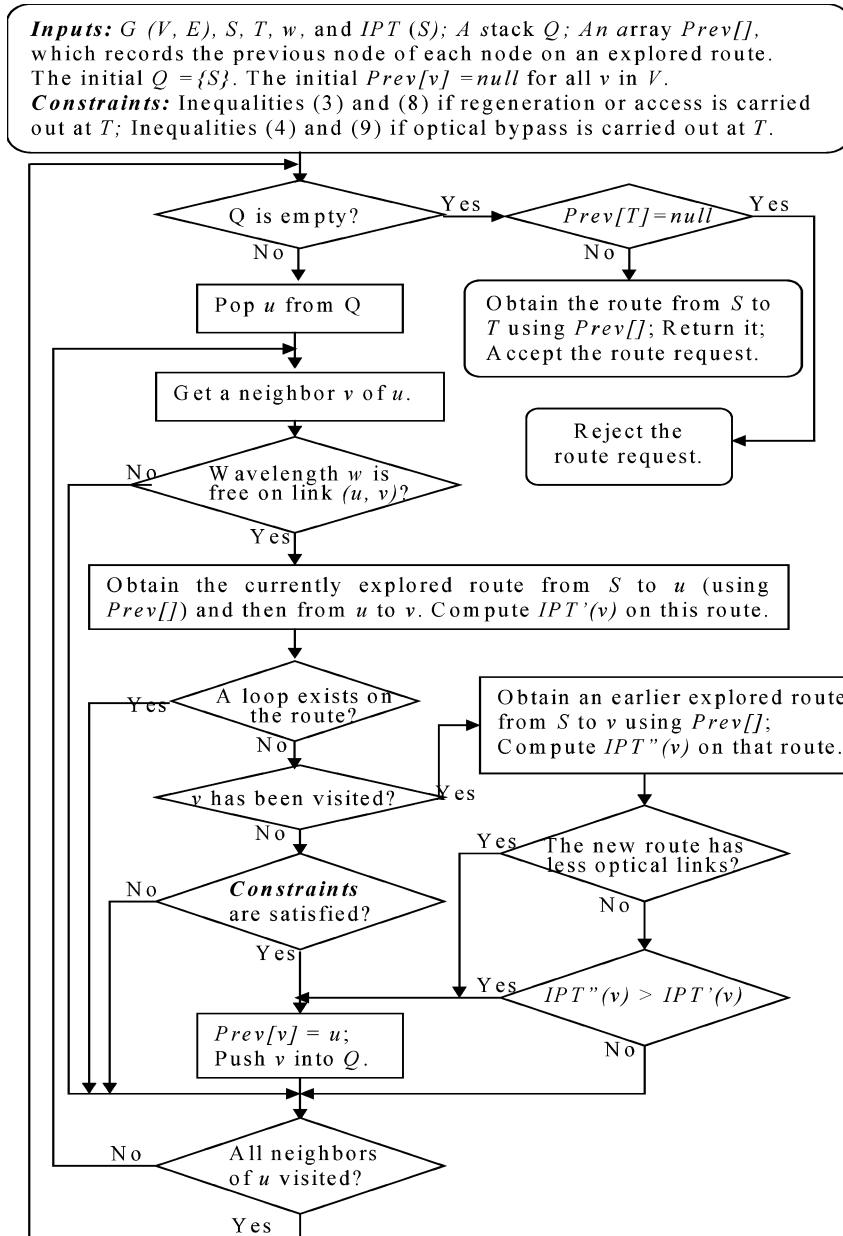 Inputs: G (V, E), S, T, w, and IPT (S); A stack Q; An array Prev[],
which records the previous node of each node on an explored route.
The initial Q ={S}. The initial Prev[v] =null for all v in V.
Constraints: Inequalities (3) and (8) if regeneration or access is carried
out at T; Inequalities (4) and (9) if optical bypass is carried out at T.
Q is empty?
Yes
Prev[T]=null
Yes
No
No
Pop u from Q
Obtain the route from S to
T using Prev[]; Return it;
Accept the route request.
Get a neighbor v of u.
Reject the
route request.
No
Wavelength w is
free on link (u, v)?
Yes
Obtain the currently explored route from S to u (using
Prev[]) and then from u to v. Compute IPT’(v) on this route.
Yes
A loop exists on
the route?
No
Obtain an earlier explored route
from S to v using Prev[];
Compute IPT”(v) on that route.
v has been visited?
Yes
No
Yes
The new route has
less optical links?
No
No
Constraints
are satisfied?
Yes
Yes
IPT”(v) > IPT’(v)
No
Prev[v] = u;
Push v into Q.
No
All neighbors
of u visited?
Yes